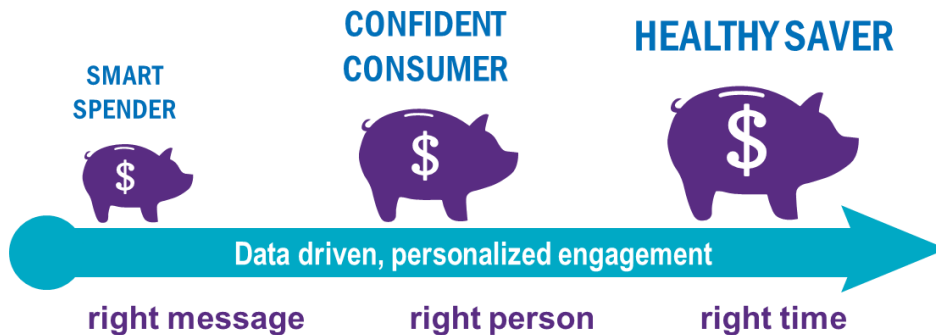 SMART
SPENDER
CONFIDENT
CONSUMER
HEALTHY SAVER
$
$
$
Data driven, personalized engagement
right message
right person
right time